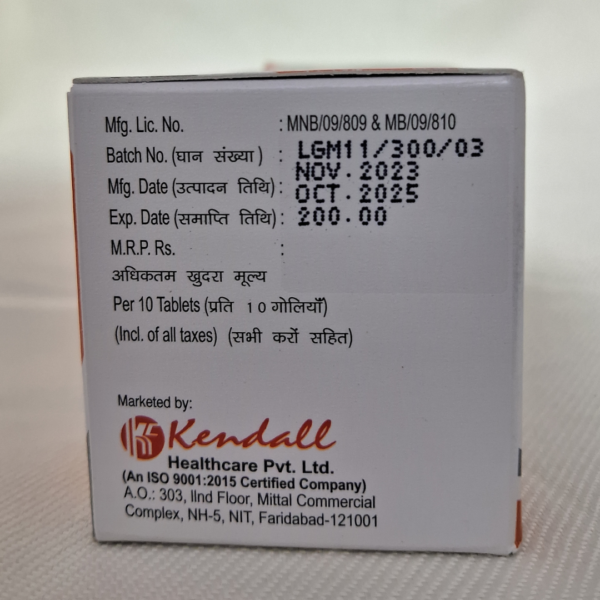 Mfg. Lic. No. : MNB/09/809 & MB/09/810
Batch No. (घान संख्या) : LGM11/300/03
Mfg. Date (उत्पादन तिथि) : NOV.2023
Exp. Date (समाप्ति तिथि) : OCT.2025
M.R.P. Rs. : 200.00
अधिकतम खुदरा मूल्य
Per 10 Tablets (प्रति 10 गोलियाँ)
(Incl. of all taxes) (सभी करों सहित)
Marketed by:
Kendall
Healthcare Pvt. Ltd.
(An ISO 9001:2015 Certified Company)
A.O.: 303, IInd Floor, Mittal Commercial
Complex, NH-5, NIT, Faridabad-121001